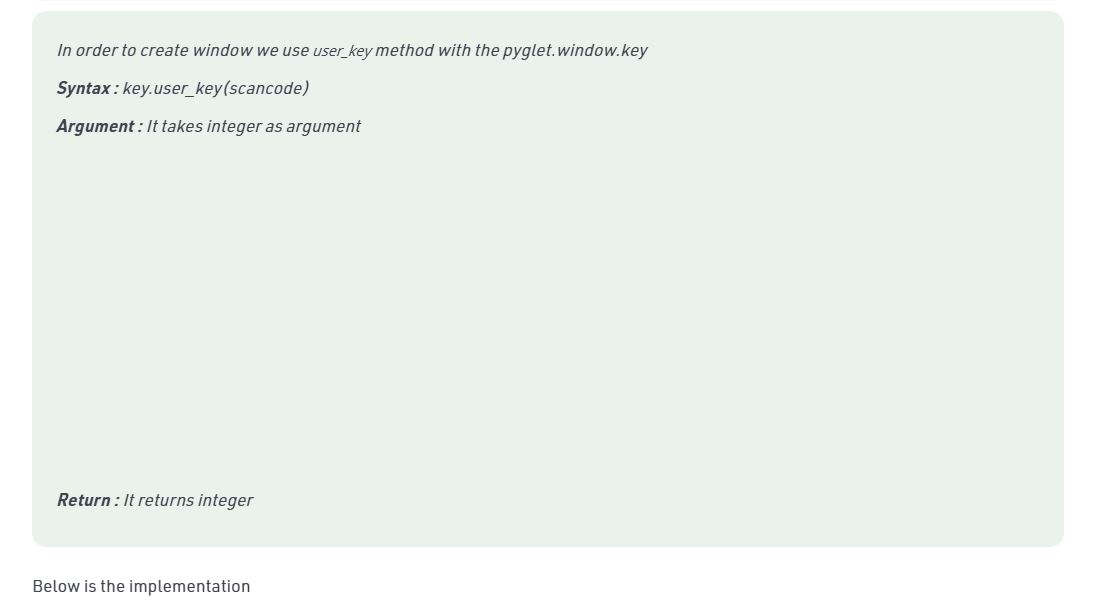 In order to create window we use user_key method with the pyglet.window.key
Syntax : key.user_key(scancode)
Argument : It takes integer as argument
Return : It returns integer
Below is the implementation